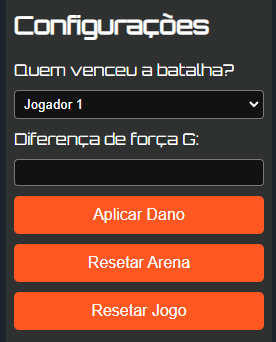 Configurações
Quem venceu a batalha?
Jogador 1
Diferença de força G:
Aplicar Dano
Resetar Arena
Resetar Jogo